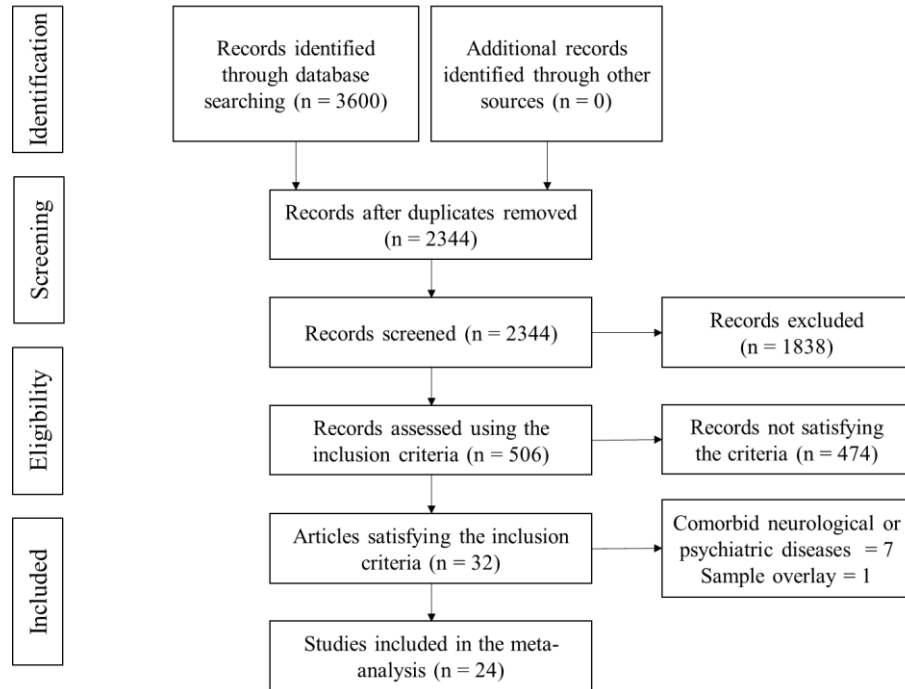 Identification
Records identified
through database
searching (n = 3600)
Additional records
identified through other
sources (n = 0)
Screening
Records after duplicates removed
(n = 2344)
Records screened (n = 2344)
Records excluded
(n = 1838)
Eligibility
Records assessed using the
inclusion criteria (n = 506)
Records not satisfying
the criteria (n = 474)
Included
Articles satisfying the inclusion
criteria (n = 32)
Comorbid neurological or
psychiatric diseases = 7
Sample overlay = 1
Studies included in the meta-
analysis (n = 24)